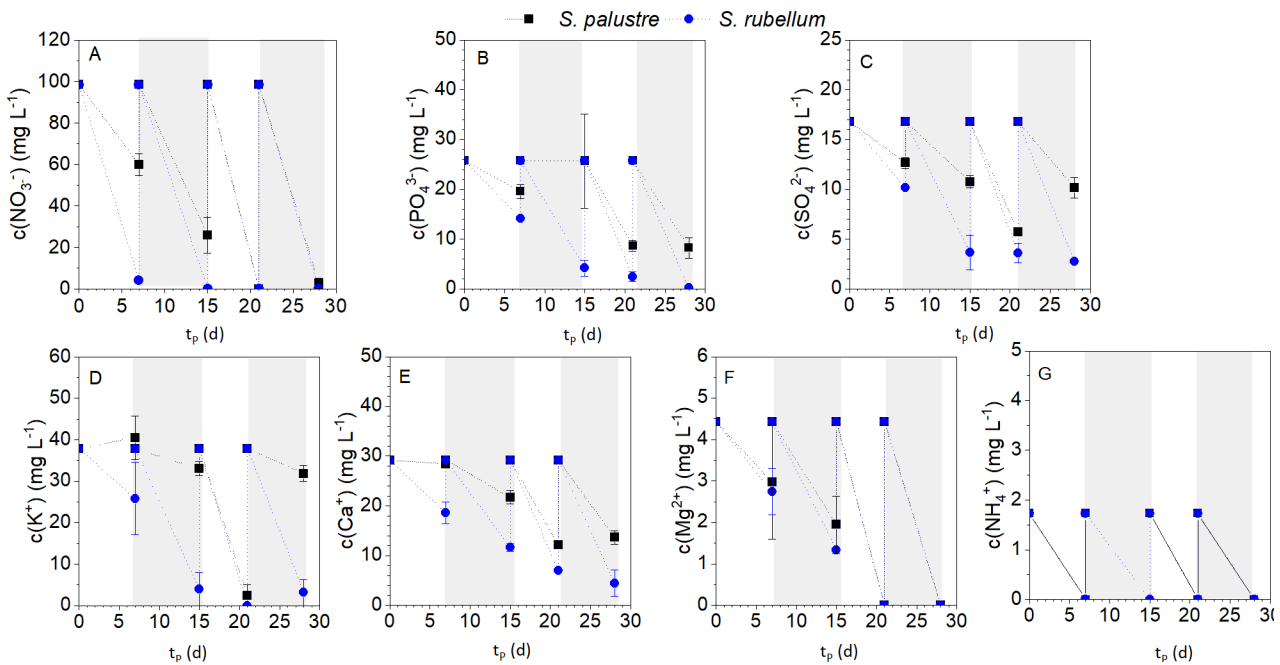 S. palustre S. rubellum
A
c(NO3-) (mg L-1)
120
100
80
60
40
20
0
0 5 10 15 20 25 30
tp (d)
B
c(PO4 3-) (mg L-1)
50
40
30
20
10
0
0 5 10 15 20 25 30
tp (d)
C
c(SO4 2-) (mg L-1)
25
20
15
10
5
0
0 5 10 15 20 25 30
tp (d)
D
c(K+) (mg L-1)
60
50
40
30
20
10
0
0 5 10 15 20 25 30
tp (d)
E
c(Ca+) (mg L-1)
50
40
30
20
10
0
0 5 10 15 20 25 30
tp (d)
F
c(Mg2+) (mg L-1)
6
5
4
3
2
1
0
0 5 10 15 20 25 30
tp (d)
G
c(NH4+) (mg L-1)
5
4
3
2
1
0
0 5 10 15 20 25 30
tp (d)